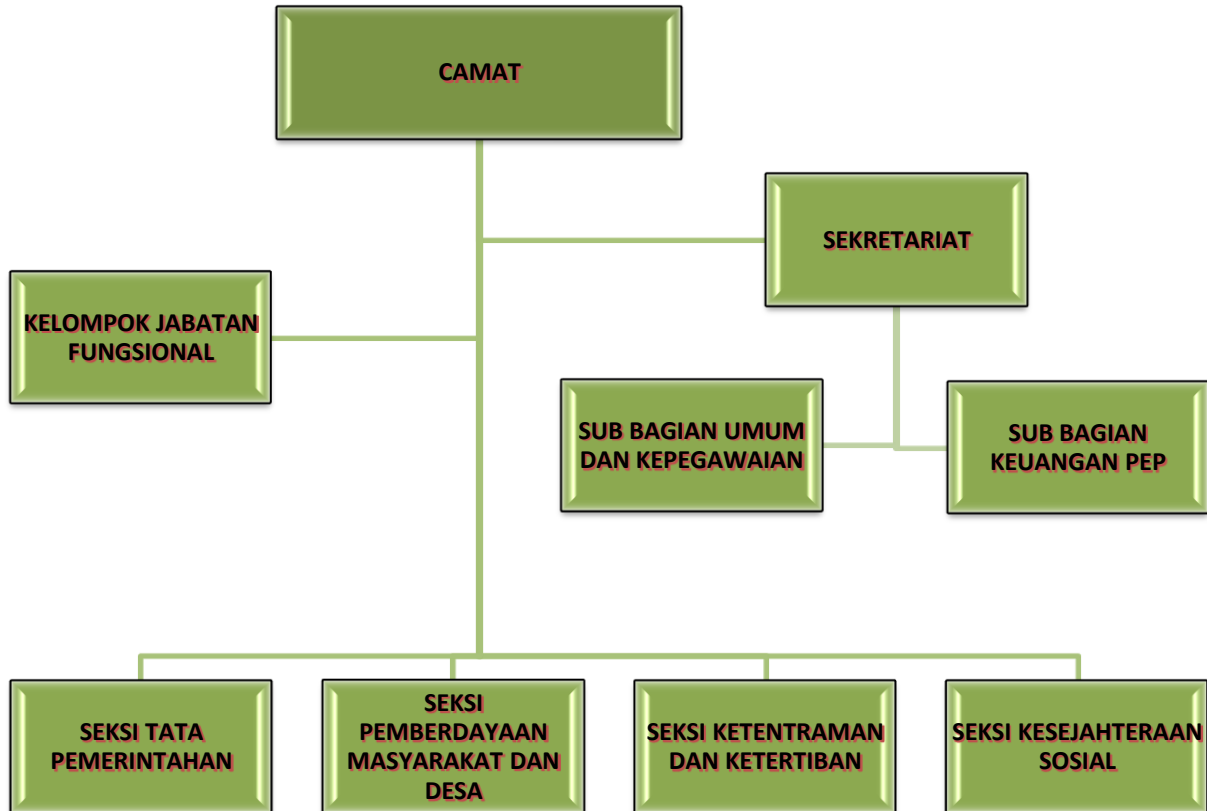 CAMAT
SEKRETARIAT
KELOMPOK JABATAN
FUNGSIONAL
SUB BAGIAN UMUM
DAN KEPEGAWAIAN
SUB BAGIAN
KEUANGAN PEP
SEKSI TATA
PEMERINTAHAN
SEKSI
PEMBERDAYAAN
MASYARAKAT DAN
DESA
SEKSI KETENTRAMAN
DAN KETERTIBAN
SEKSI KESEJAHTERAAN
SOSIAL